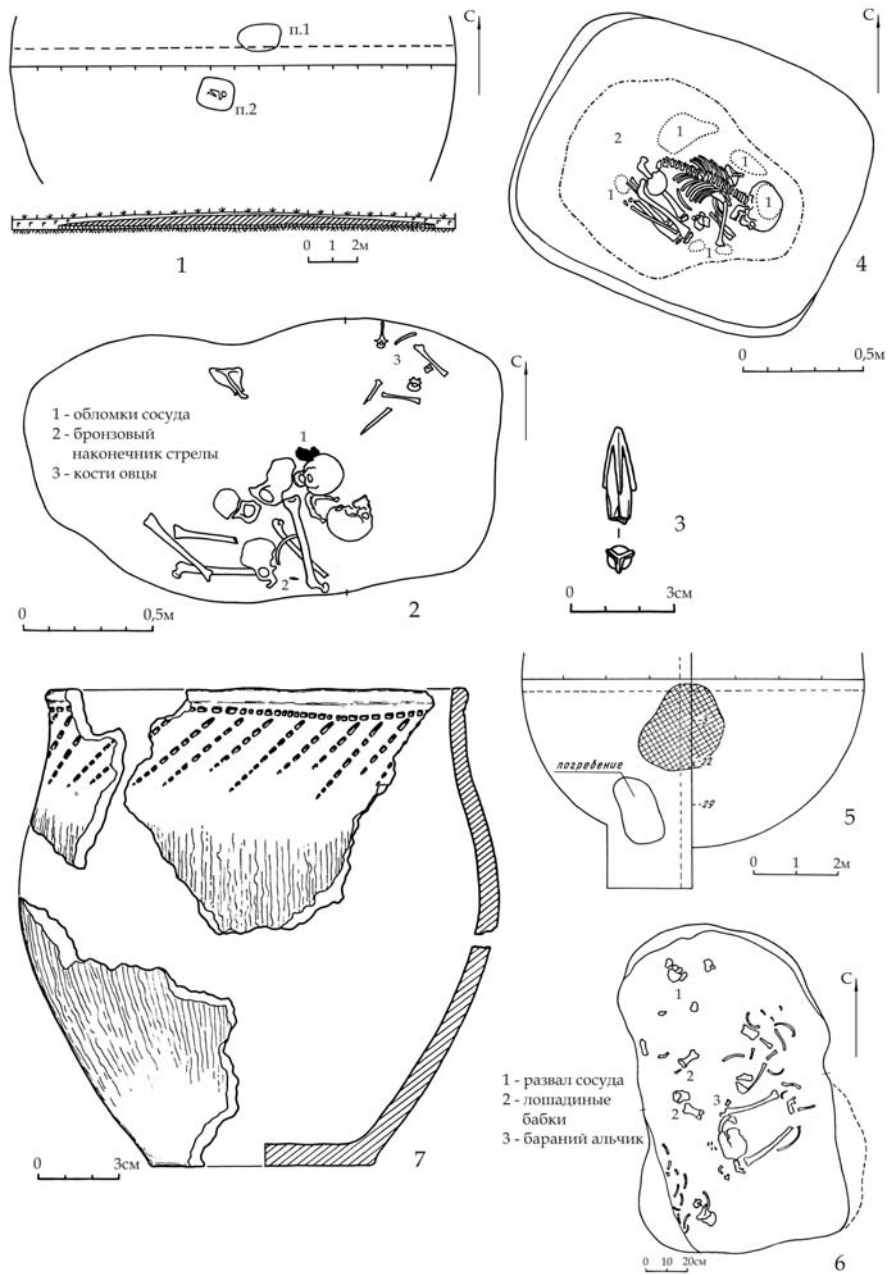 п.1
С
п.2
0 1 2м
1
С
2
1
1
1
1
1
4
0 0,5м
С
3
1 - обломки сосуда
2 - бронзовый
наконечник стрелы
3 - кости овцы
1
2
2
0 0,5м
3
0 3см
погребение
-22
-29
5
0 1 2м
С
1
2
2
3
1 - развал сосуда
2 - лошадиные
бабки
3 - бараний альчик
6
0 10 20см
7
0 3см